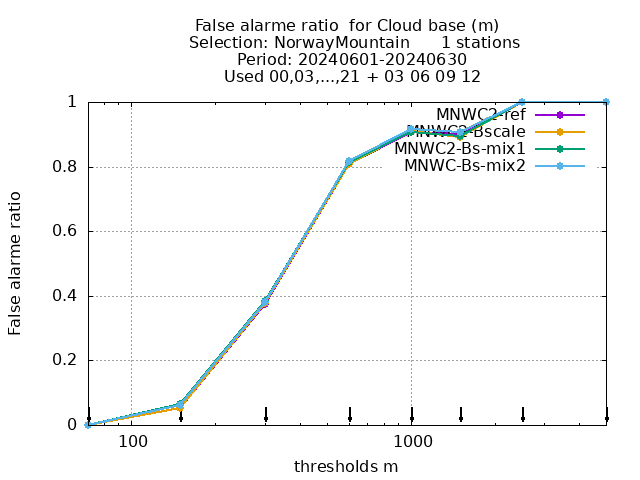 False alarme ratio  for Cloud base (m)
Selection: NorwayMountain      1 stations
Period: 20240601-20240630
Used 00,03,...,21 + 03 06 09 12
MNWC2-ref
MNWC2-Bscale
MNWC2-Bs-mix1
MNWC-Bs-mix2
1
0.8
0.6
0.4
0.2
0
False alarme ratio
100
1000
thresholds m